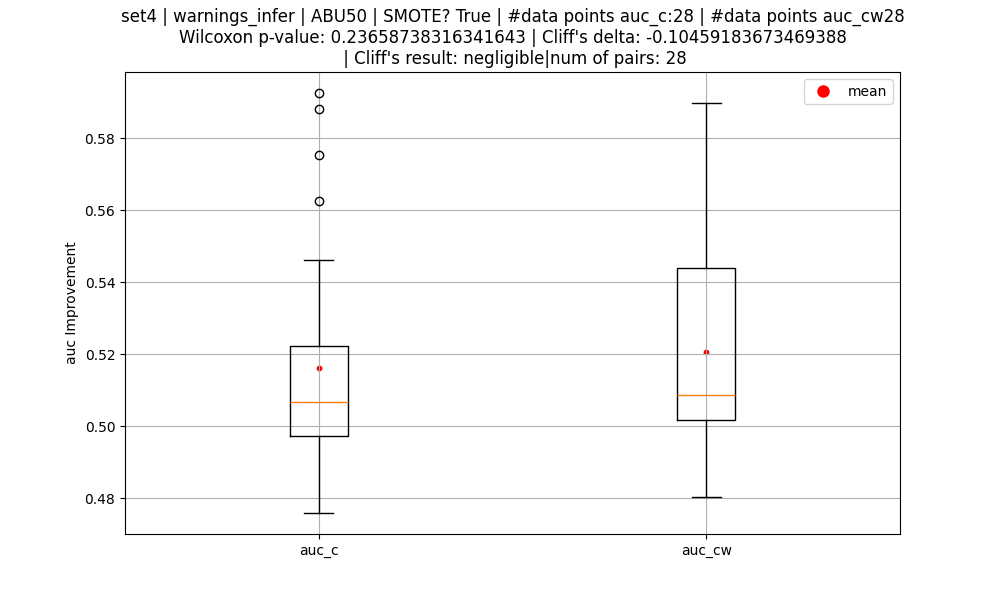 set4 | warnings_infer | ABU50 | SMOTE? True | #data points auc_c:28 | #data points auc_cw28
Wilcoxon p-value: 0.23658738316341643 | Cliff's delta: -0.10459183673469388
| Cliff's result: negligible|num of pairs: 28
mean
0.58
0.56
0.54
0.52
0.50
0.48
auc Improvement
auc_c
auc_cw